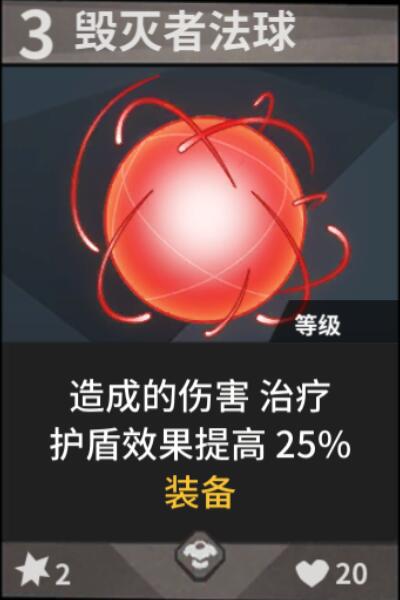 3 毁灭者法球
等级
造成的伤害 治疗
护盾效果提高 25%
装备
2 20